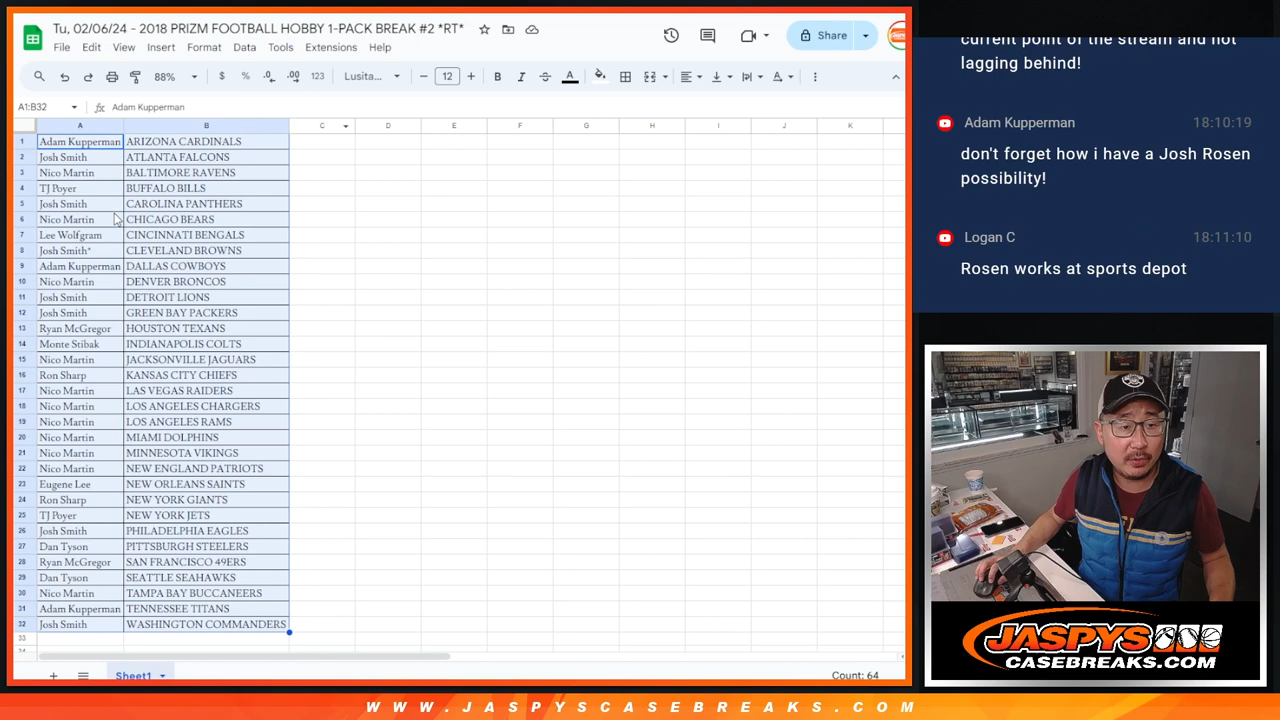 Tu, 02/06/24 - 2018 PRIZM FOOTBALL HOBBY 1-PACK BREAK #2 *RT*
File Edit View Insert Format Data Tools Extensions Help
Share
88% $ % .0 .00 123 Lusita... 12 B I S A
A1:B32 fx Adam Kupperman
A B C D E F G H I J K
1 Adam Kupperman ARIZONA CARDINALS
2 Josh Smith ATLANTA FALCONS
3 Nico Martin BALTIMORE RAVENS
4 TJ Poyer BUFFALO BILLS
5 Josh Smith CAROLINA PANTHERS
6 Nico Martin CHICAGO BEARS
7 Lee Wolfgram CINCINNATI BENGALS
8 Josh Smith* CLEVELAND BROWNS
9 Adam Kupperman DALLAS COWBOYS
10 Nico Martin DENVER BRONCOS
11 Josh Smith DETROIT LIONS
12 Josh Smith GREEN BAY PACKERS
13 Ryan McGregor HOUSTON TEXANS
14 Monte Stibak INDIANAPOLIS COLTS
15 Nico Martin JACKSONVILLE JAGUARS
16 Ron Sharp KANSAS CITY CHIEFS
17 Nico Martin LAS VEGAS RAIDERS
18 Nico Martin LOS ANGELES CHARGERS
19 Nico Martin LOS ANGELES RAMS
20 Nico Martin MIAMI DOLPHINS
21 Nico Martin MINNESOTA VIKINGS
22 Nico Martin NEW ENGLAND PATRIOTS
23 Eugene Lee NEW ORLEANS SAINTS
24 Ron Sharp NEW YORK GIANTS
25 TJ Poyer NEW YORK JETS
26 Josh Smith PHILADELPHIA EAGLES
27 Dan Tyson PITTSBURGH STEELERS
28 Ryan McGregor SAN FRANCISCO 49ERS
29 Dan Tyson SEATTLE SEAHAWKS
30 Nico Martin TAMPA BAY BUCCANEERS
31 Adam Kupperman TENNESSEE TITANS
32 Josh Smith WASHINGTON COMMANDERS
33
Sheet1
Count: 64
current point of the stream and not
lagging behind!
Adam Kupperman 18:10:19
don't forget how i have a Josh Rosen
possibility!
Logan C 18:11:10
Rosen works at sports depot
JASPYS
CASEBREAKS.COM
WWW.JASPYSCASEBREAKS.COM